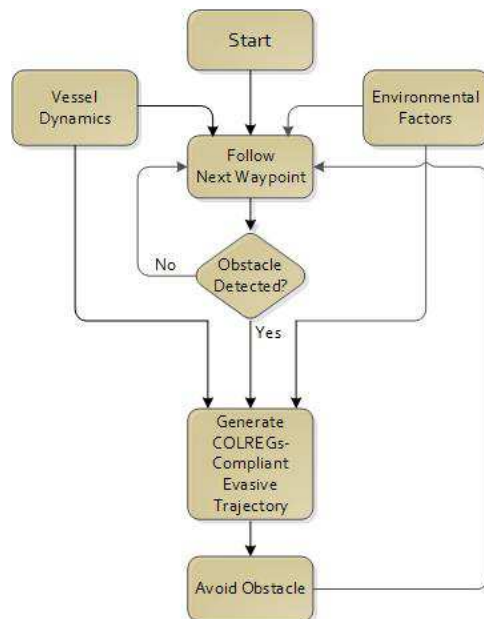 Start
Vessel
Dynamics
Environmental
Factors
Follow
Next Waypoint
No
Obstacle
Detected?
Yes
Generate
COLREGs-
Compliant
Evasive
Trajectory
Avoid Obstacle